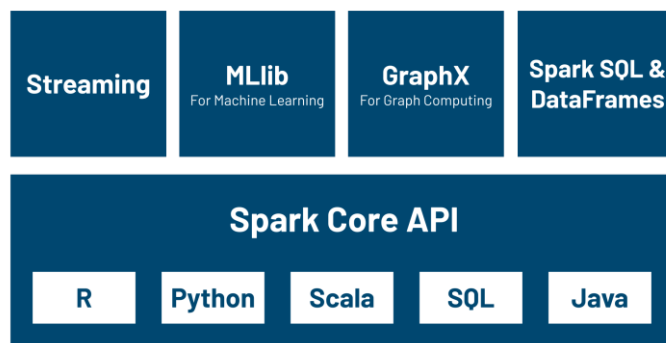 Streaming
MLlib
For Machine Learning
GraphX
For Graph Computing
Spark SQL &
DataFrames
Spark Core API
R
Python
Scala
SQL
Java